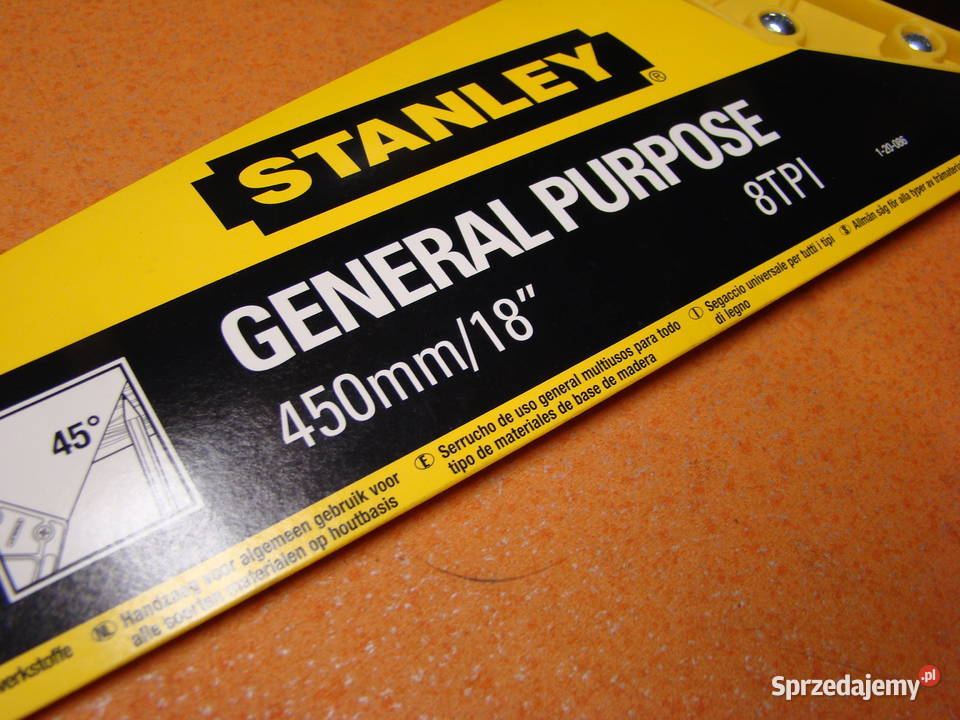 STANLEY®
GENERAL PURPOSE
450mm/18" 8TPI
1-20-086
45°
werkstoffe
NL Handzaag voor algemeen gebruik voor
alle soorten materialen op houtbasis
E Serrucho de uso general multiusos para todo
tipo de materiales de base de madera
I Segaccio universale per tutti i tipi
di legno
S Allmän såg för alla typer av trämaterial
Sprzedajemy.pl